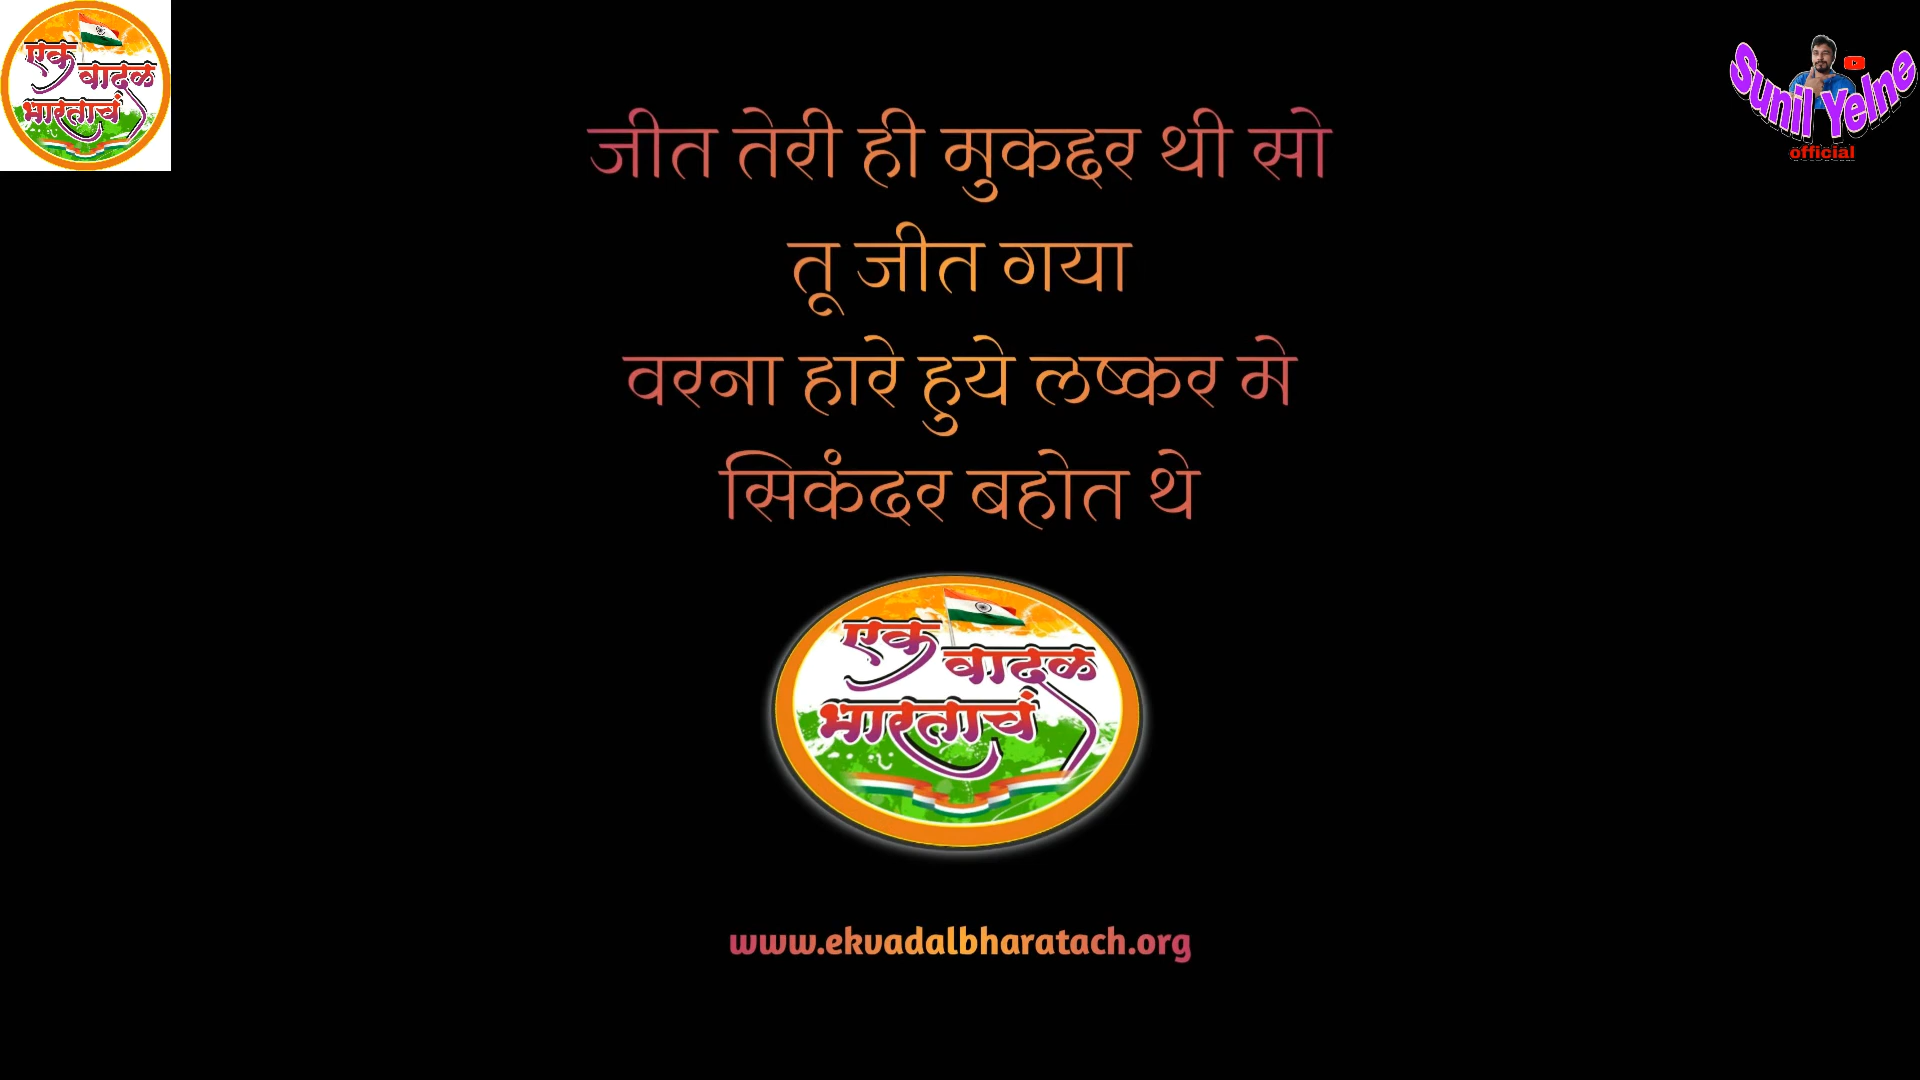 एक
वादळ
भारताचं
Sunil Yelne
official
जीत तेरी ही मुकद्दर थी सो
तू जीत गया
वरना हारे हुये लष्कर मे
सिकंदर बहोत थे
एक
वादळ
भारताचं
www.ekvadalbharatach.org